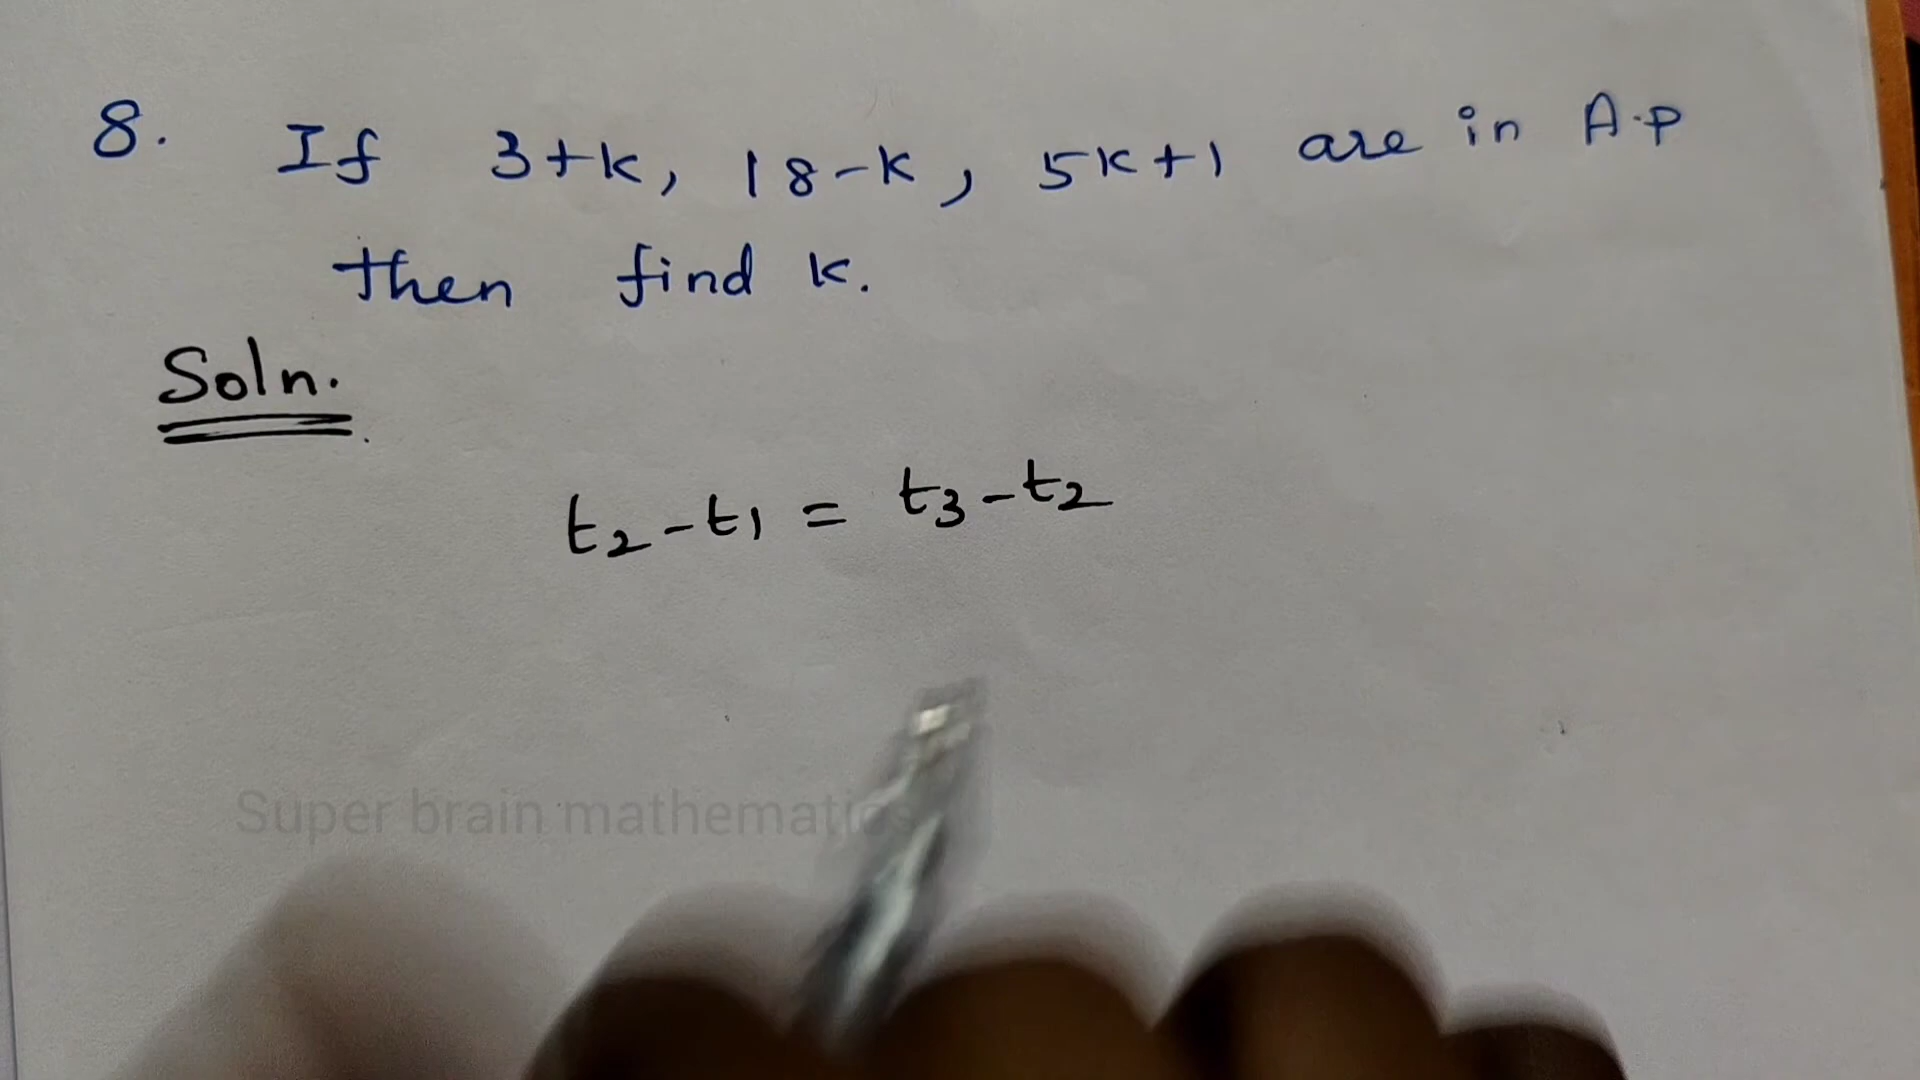 8. If 3+k, 18-k, 5k+1 are in A.P
then find k.
Soln.
t₂-t₁ = t₃-t₂
Super brain mathematics